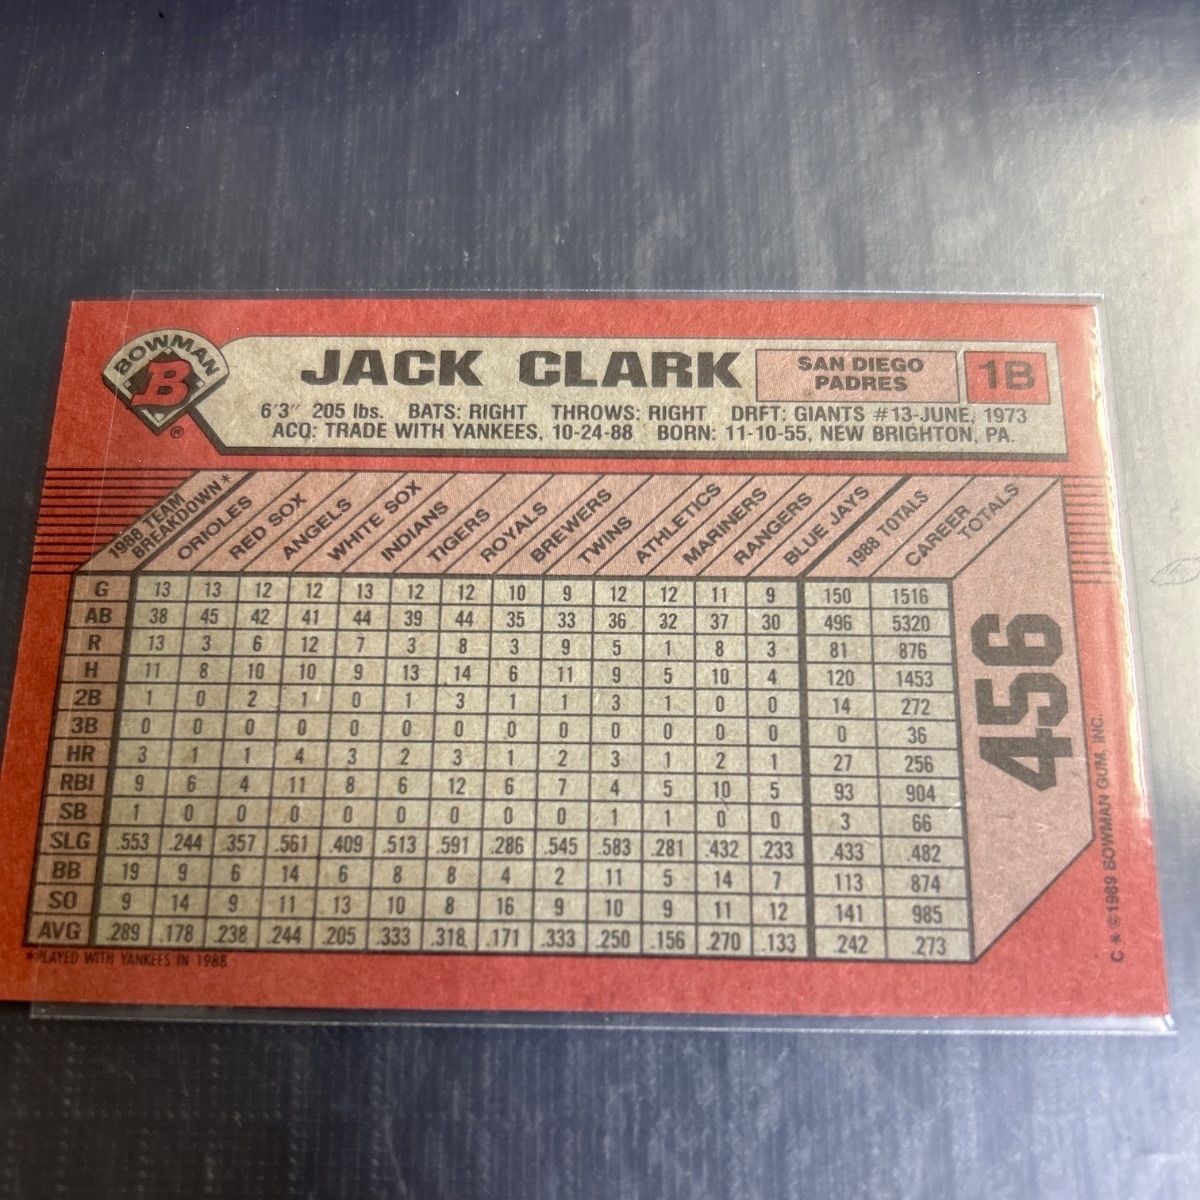 BOWMAN
B
®
JACK CLARK
SAN DIEGO
PADRES
1B
6'3" 205 lbs. BATS: RIGHT THROWS: RIGHT DRFT: GIANTS #13-JUNE, 1973
ACQ: TRADE WITH YANKEES, 10-24-88 BORN: 11-10-55, NEW BRIGHTON, PA.
1988 TEAM BREAKDOWN* ORIOLES RED SOX ANGELS WHITE SOX INDIANS TIGERS ROYALS BREWERS TWINS ATHLETICS MARINERS RANGERS BLUE JAYS 1988 TOTALS CAREER TOTALS
G 13 13 12 12 13 12 12 10 9 12 12 11 9 150 1516
AB 38 45 42 41 44 39 44 35 33 36 32 37 30 496 5320
R 13 3 6 12 7 3 8 3 9 5 1 8 3 81 876
H 11 8 10 10 9 13 14 6 11 9 5 10 4 120 1453
2B 1 0 2 1 0 1 3 1 1 3 1 0 0 14 272
3B 0 0 0 0 0 0 0 0 0 0 0 0 0 0 36
HR 3 1 1 4 3 2 3 1 2 3 1 2 1 27 256
RBI 9 6 4 11 8 6 12 6 7 4 5 10 5 93 904
SB 1 0 0 0 0 0 0 0 0 1 1 0 0 3 66
SLG .553 .244 .357 .561 .409 .513 .591 .286 .545 .583 .281 .432 .233 .433 .482
BB 19 9 6 14 6 8 8 4 2 11 5 14 7 113 874
SO 9 14 9 11 13 10 8 16 9 10 9 11 12 141 985
AVG .289 .178 .238 .244 .205 .333 .318 .171 .333 .250 .156 .270 .133 .242 .273
*PLAYED WITH YANKEES IN 1988
456
C * ©1989 BOWMAN GUM, INC.